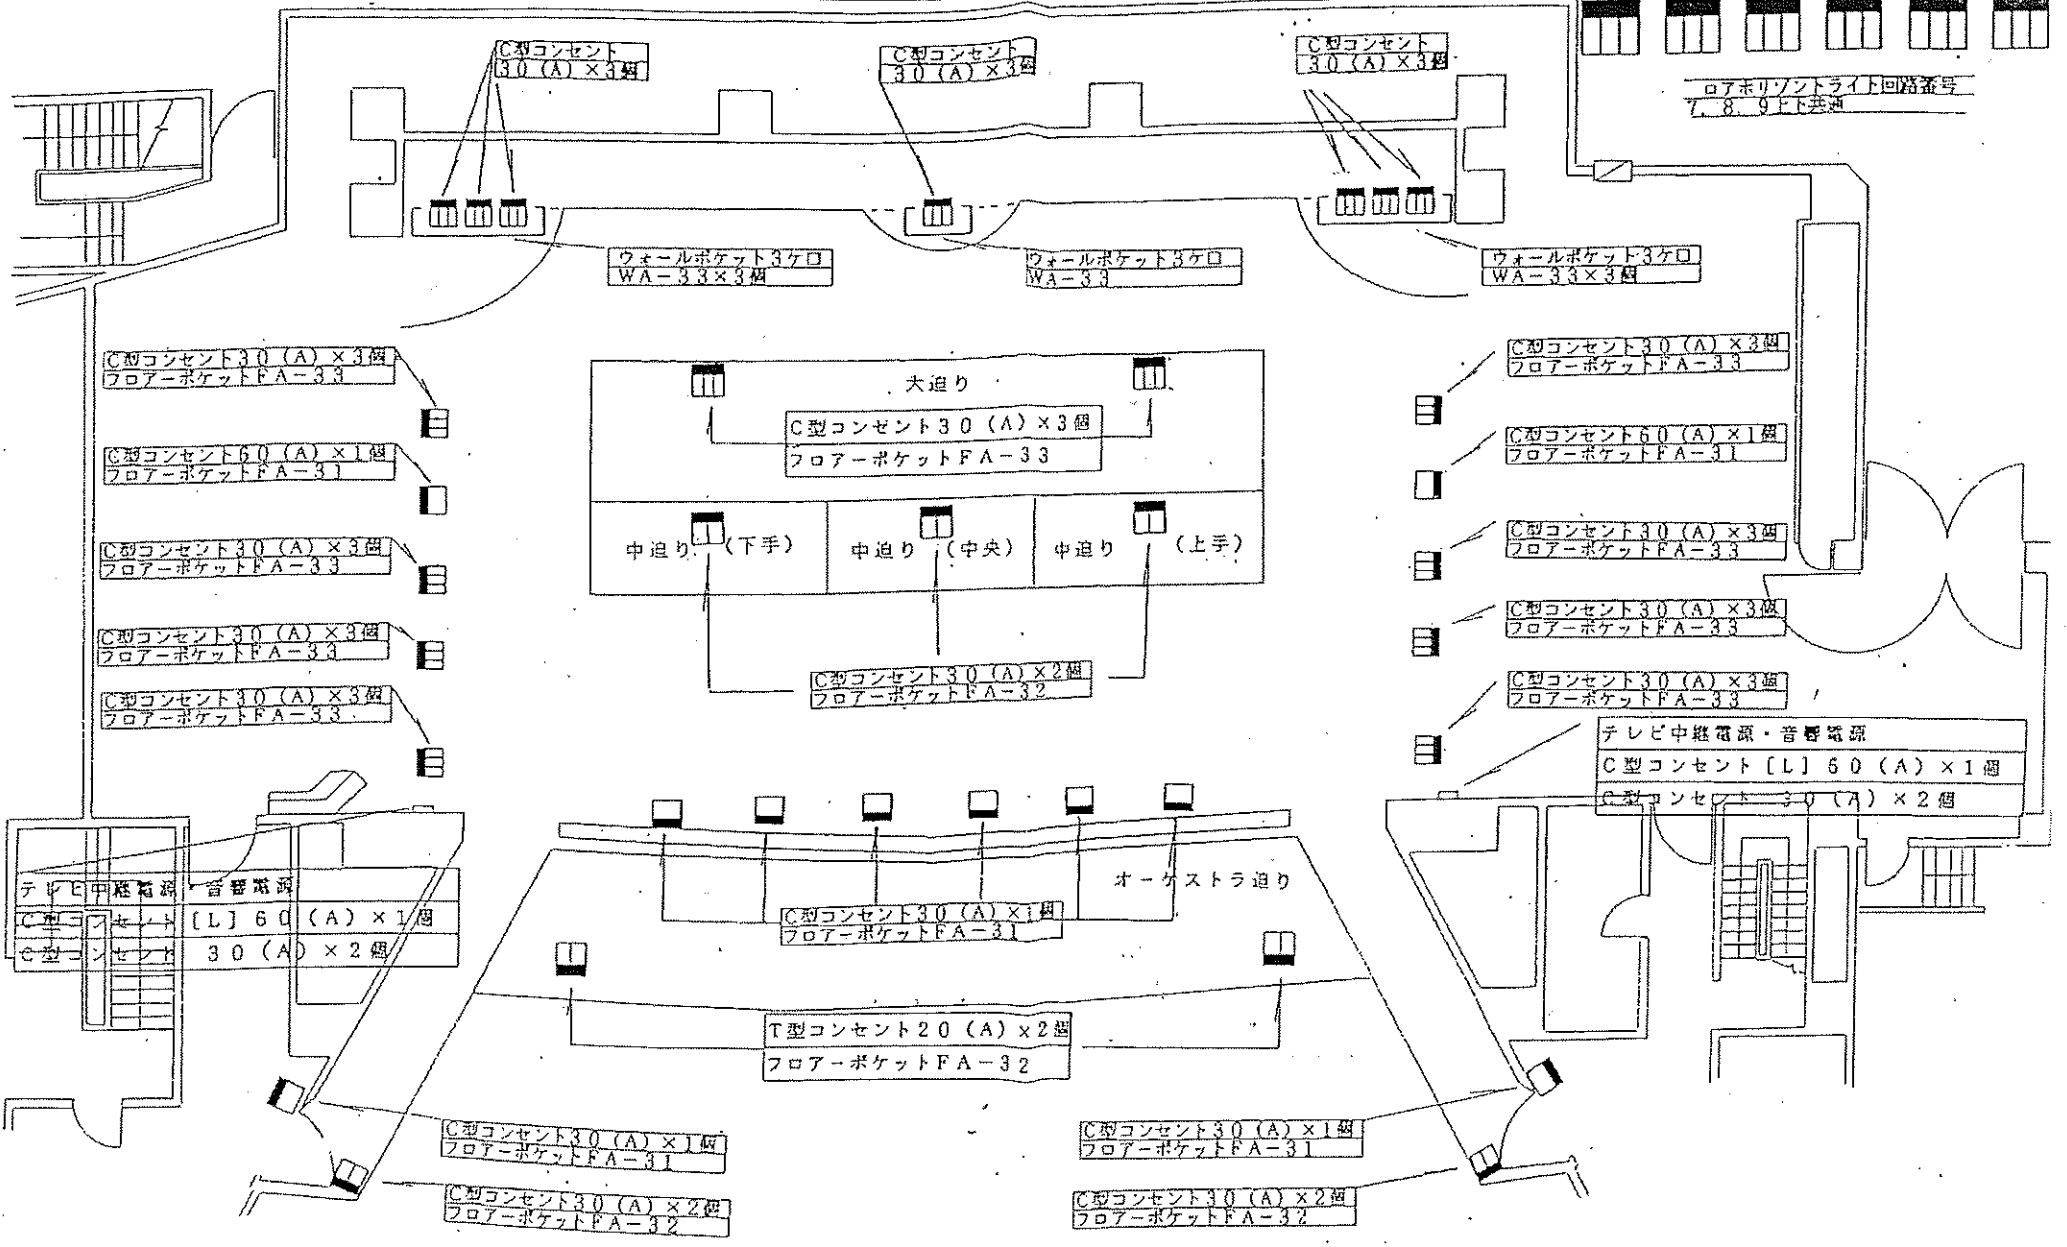 C型コンセント
30(A)×3個
C型コンセント
30(A)×3個
C型コンセント
30(A)×3個
ロアホリゾントライト回路番号
7.8.9上下共通
ウォールポケット3ケ口
WA-33×3個
ウォールポケット3ケ口
WA-33
ウォールポケット3ケ口
WA-33×3個
C型コンセント30(A)×3個
フロアーポケットFA-33
C型コンセント60(A)×1個
フロアーポケットFA-31
C型コンセント30(A)×3個
フロアーポケットFA-33
C型コンセント30(A)×3個
フロアーポケットFA-33
C型コンセント30(A)×3個
フロアーポケットFA-33
大迫り
C型コンセント30(A)×3個
フロアーポケットFA-33
中迫り(下手)
中迫り(中央)
中迫り(上手)
C型コンセント30(A)×2個
フロアーポケットFA-32
C型コンセント30(A)×3個
フロアーポケットFA-33
C型コンセント60(A)×1個
フロアーポケットFA-31
C型コンセント30(A)×3個
フロアーポケットFA-33
C型コンセント30(A)×3個
フロアーポケットFA-33
C型コンセント30(A)×3個
フロアーポケットFA-33
テレビ中継電源・音響電源
C型コンセント[L]60(A)×1個
C型コンセント 30(A)×2個
テレビ中継電源・音響電源
C型コンセント[L]60(A)×1個
C型コンセント 30(A)×2個
オーケストラ迫り
C型コンセント30(A)×1個
フロアーポケットFA-31
T型コンセント20(A)×2個
フロアーポケットFA-32
C型コンセント30(A)×1個
フロアーポケットFA-31
C型コンセント30(A)×2個
フロアーポケットFA-32
C型コンセント30(A)×1個
フロアーポケットFA-31
C型コンセント30(A)×2個
フロアーポケットFA-32